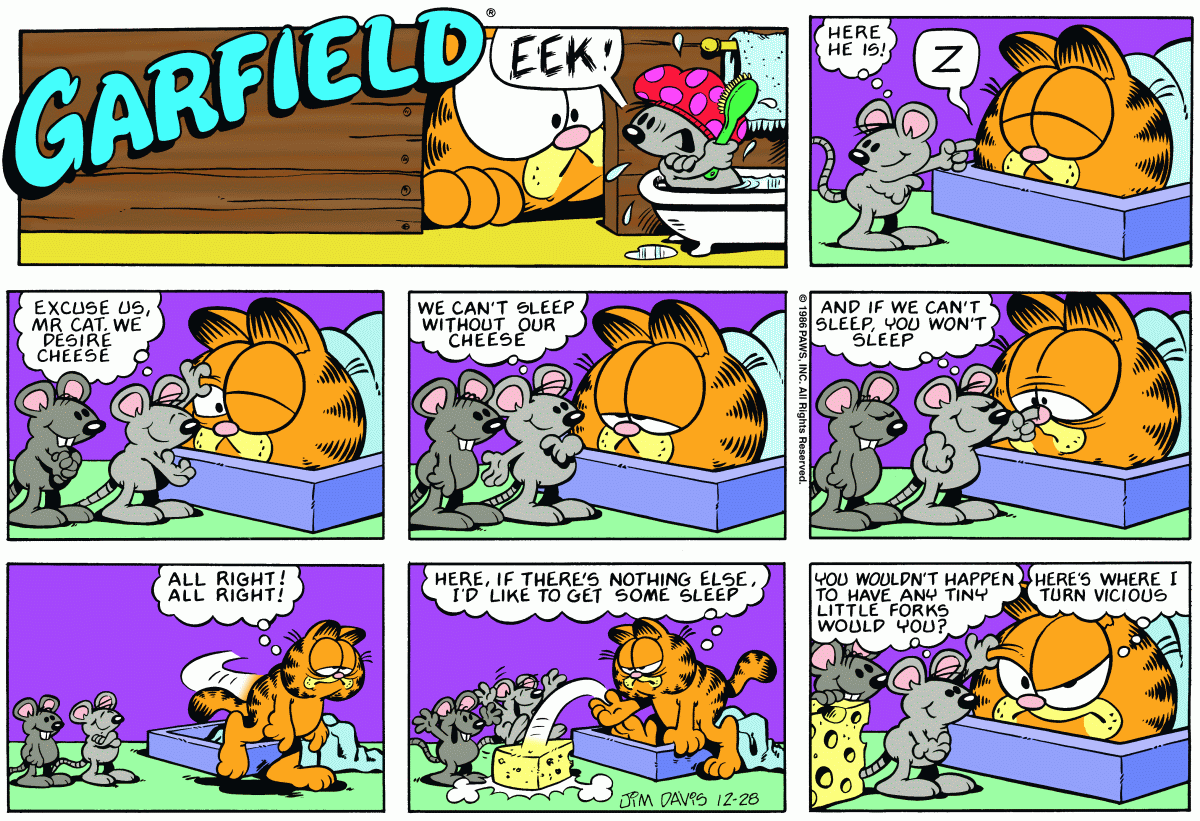 GARFIELD®
EEK!
HERE
HE IS!
Z
EXCUSE US,
MR CAT. WE
DESIRE
CHEESE
WE CAN'T SLEEP
WITHOUT OUR
CHEESE
© 1986 PAWS, INC. All Rights Reserved.
AND IF WE CAN'T
SLEEP, YOU WON'T
SLEEP
ALL RIGHT!
ALL RIGHT!
HERE, IF THERE'S NOTHING ELSE,
I'D LIKE TO GET SOME SLEEP
JIM DAVIS 12-28
YOU WOULDN'T HAPPEN
TO HAVE ANY TINY
LITTLE FORKS
WOULD YOU?
HERE'S WHERE I
TURN VICIOUS